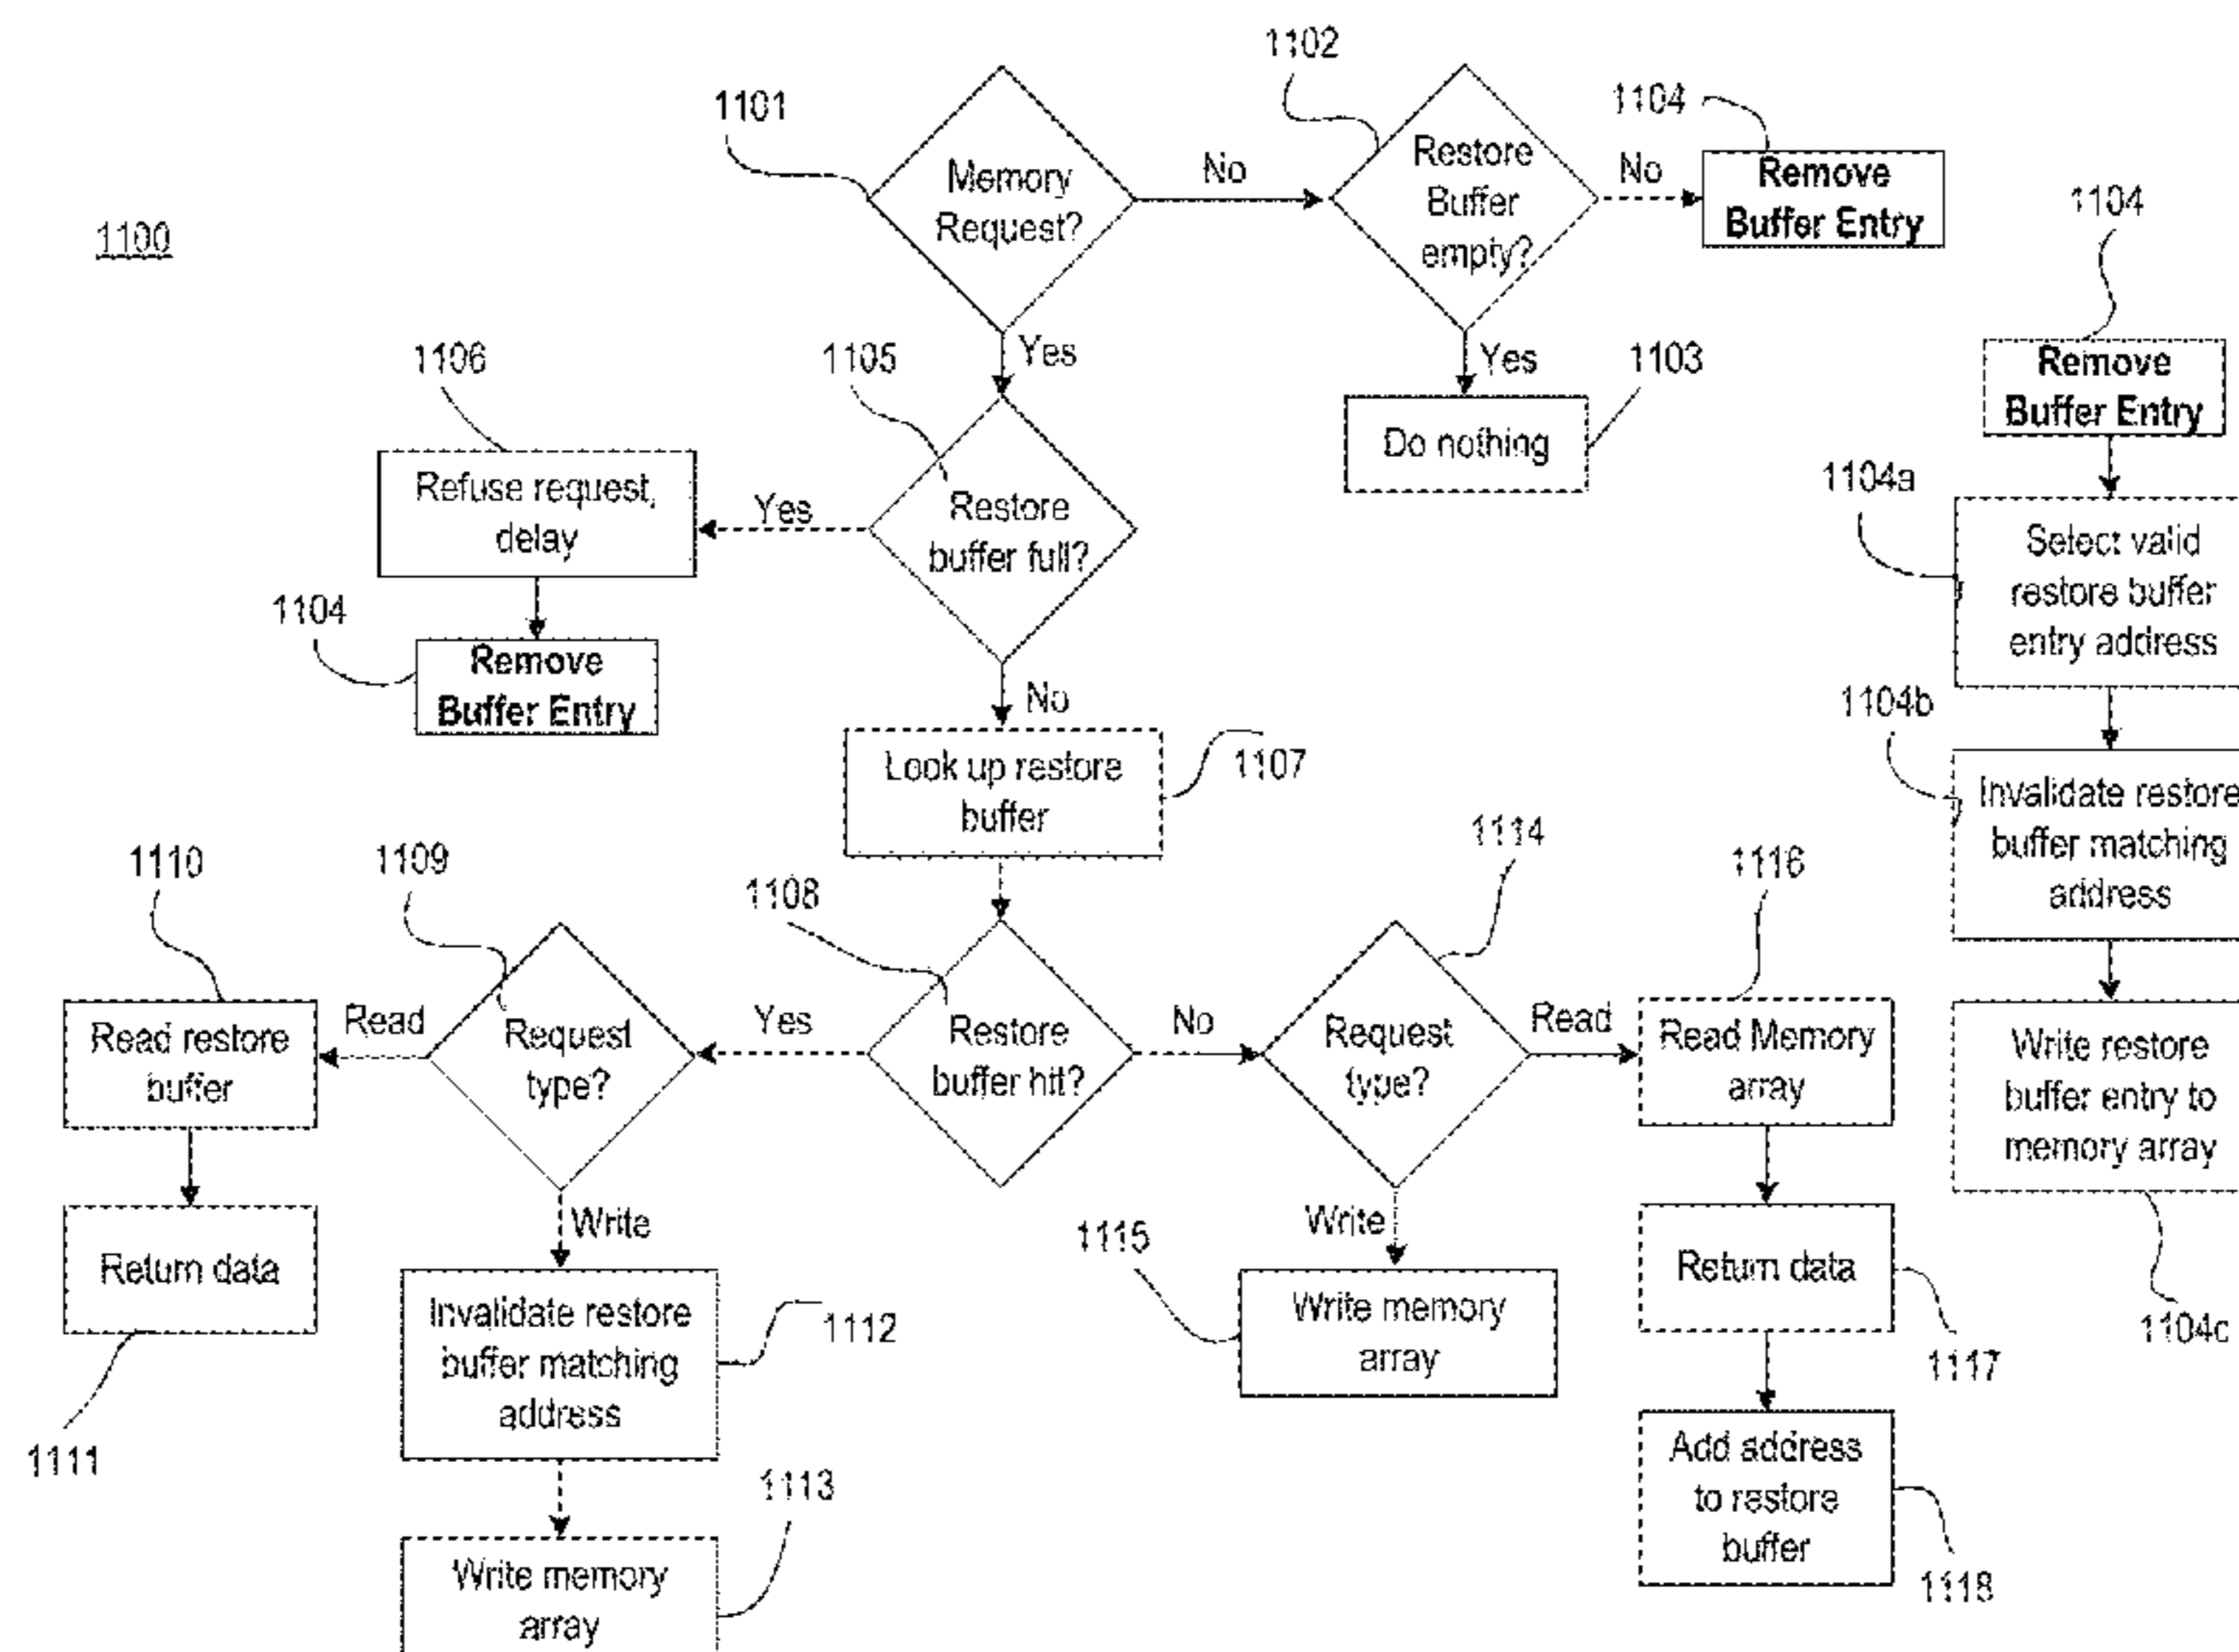 1100
1101
Memory
Request?
No
1102
Restore
Buffer
empty?
No
1104
Remove
Buffer Entry
Yes
1103
Do nothing
Yes
1105
Restore
buffer full?
Yes
1106
Refuse request,
delay
1104
Remove
Buffer Entry
No
Look up restore
buffer
1107
1108
Restore
buffer hit?
Yes
1109
Request
type?
Read
1110
Read restore
buffer
Return data
1111
Write
Invalidate restore
buffer matching
address
1112
1113
Write memory
array
No
1114
Request
type?
Write
1115
Write memory
array
Read
1116
Read Memory
array
Return data
1117
Add address
to restore
buffer
1118
1104
Remove
Buffer Entry
1104a
Select valid
restore buffer
entry address
1104b
Invalidate restore
buffer matching
address
Write restore
buffer entry to
memory array
1104c